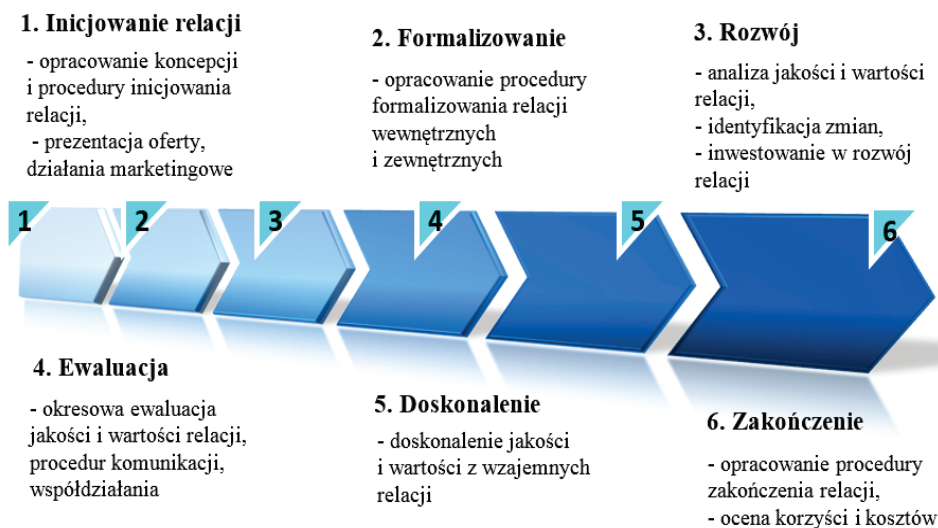 1. Inicjowanie relacji
- opracowanie koncepcji
i procedury inicjowania
relacji,
- prezentacja oferty,
działania marketingowe
2. Formalizowanie
- opracowanie procedury
formalizowania relacji
wewnętrznych
i zewnętrznych
3. Rozwój
- analiza jakości i wartości
relacji,
- identyfikacja zmian,
- inwestowanie w rozwój
relacji
1
2
3
4
5
6
4. Ewaluacja
- okresowa ewaluacja
jakości i wartości relacji,
procedur komunikacji,
współdziałania
5. Doskonalenie
- doskonalenie jakości
i wartości z wzajemnych
relacji
6. Zakończenie
- opracowanie procedury
zakończenia relacji,
- ocena korzyści i kosztów